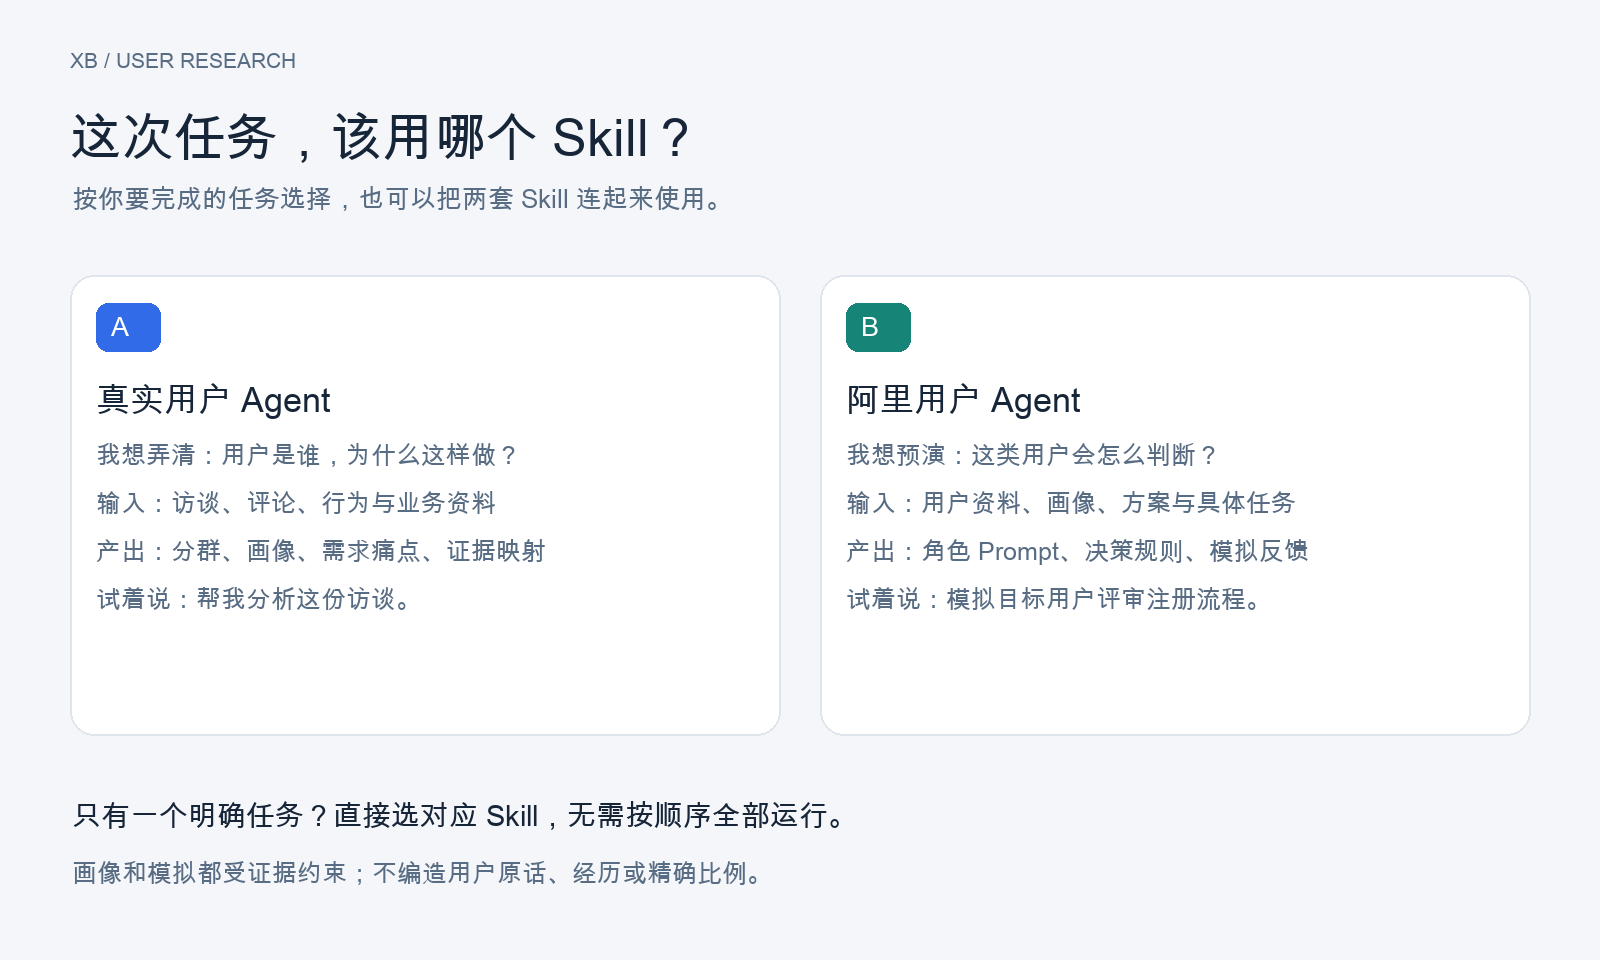 XB / USER RESEARCH
这次任务，该用哪个 Skill？
按你要完成的任务选择，也可以把两套 Skill 连起来使用。
A
真实用户 Agent
我想弄清：用户是谁，为什么这样做？
输入：访谈、评论、行为与业务资料
产出：分群、画像、需求痛点、证据映射
试着说：帮我分析这份访谈。
B
阿里用户 Agent
我想预演：这类用户会怎么判断？
输入：用户资料、画像、方案与具体任务
产出：角色 Prompt、决策规则、模拟反馈
试着说：模拟目标用户评审注册流程。
只有一个明确任务？直接选对应 Skill，无需按顺序全部运行。
画像和模拟都受证据约束；不编造用户原话、经历或精确比例。